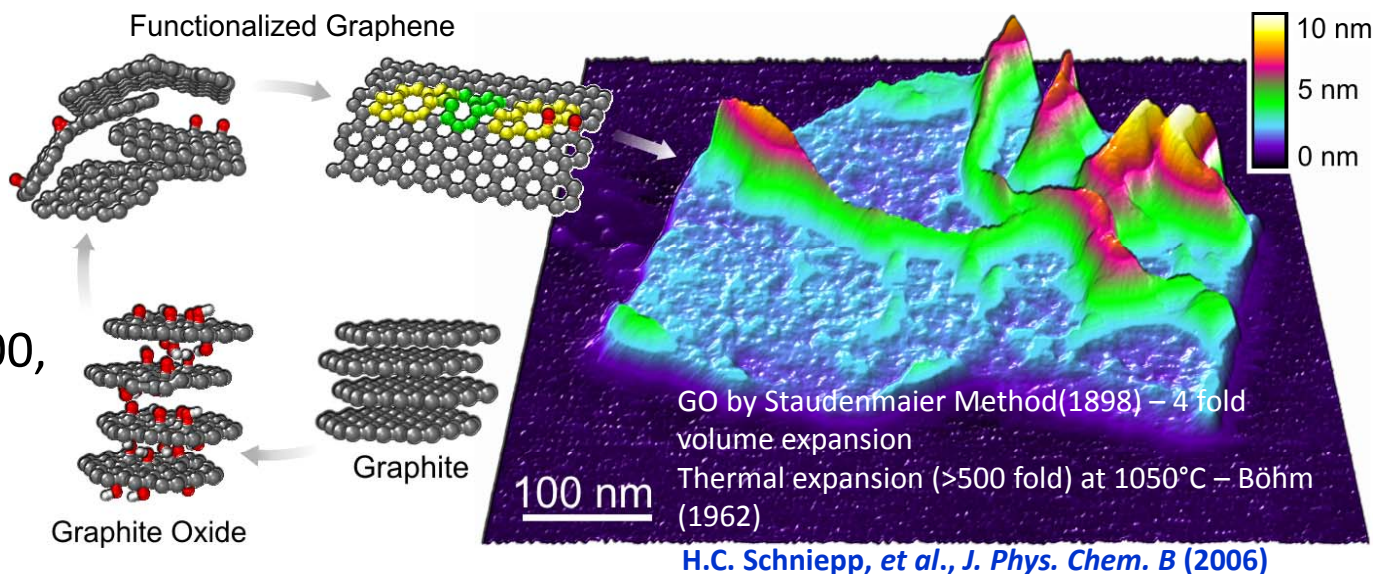 Functionalized Graphene
10 nm
5 nm
0 nm
00,
Graphite
Graphite Oxide
100 nm
GO by Staudenmaier Method(1898) – 4 fold
volume expansion
Thermal expansion (>500 fold) at 1050°C – Böhm
(1962)
H.C. Schniepp, et al., J. Phys. Chem. B (2006)